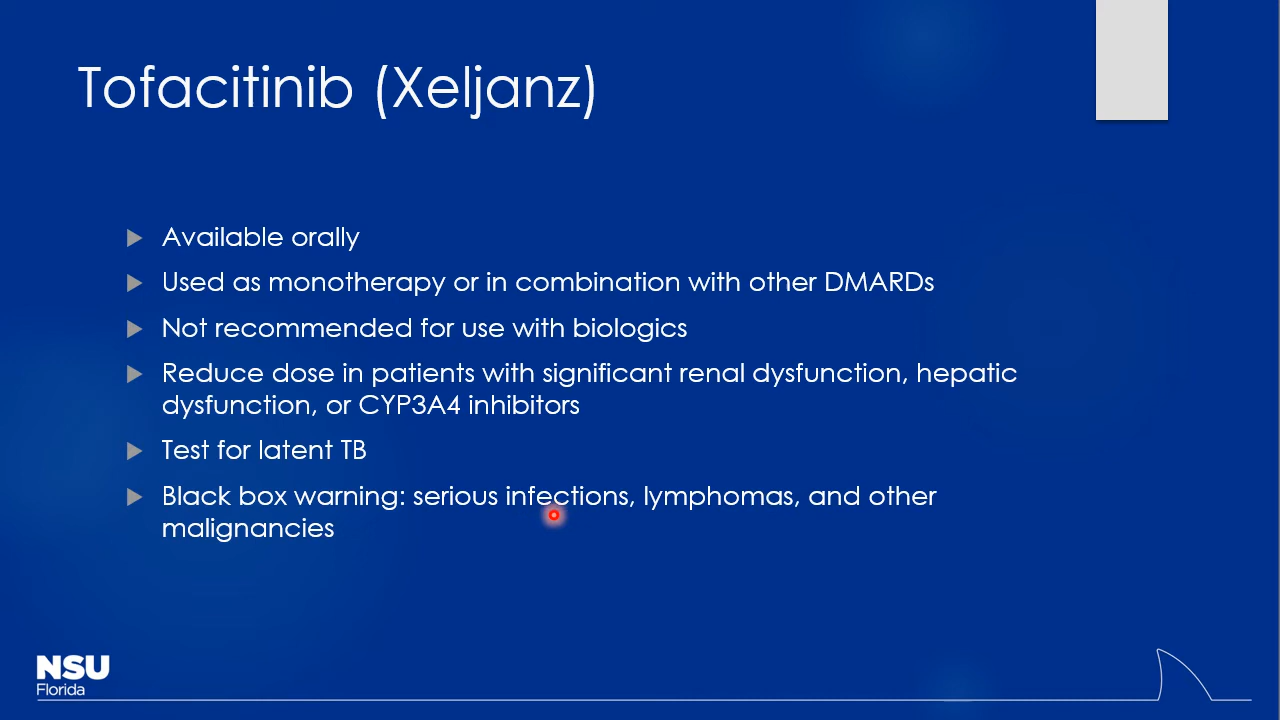 Tofacitinib (Xeljanz)
Available orally
Used as monotherapy or in combination with other DMARDs
Not recommended for use with biologics
Reduce dose in patients with significant renal dysfunction, hepatic
dysfunction, or CYP3A4 inhibitors
Test for latent TB
Black box warning: serious infections, lymphomas, and other
malignancies
NSU
Florida